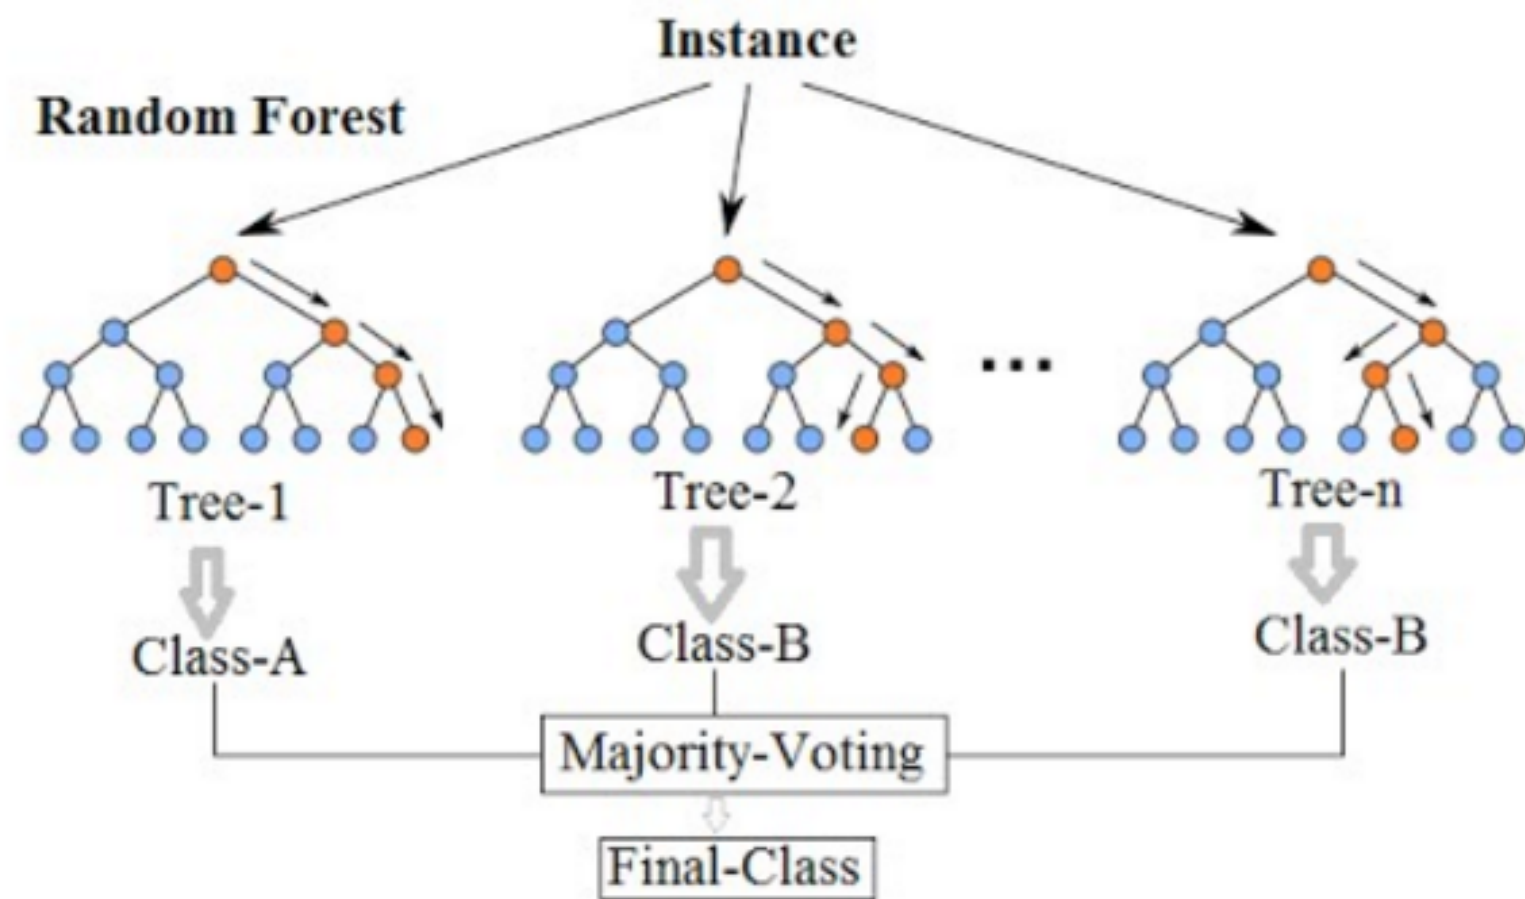 Instance
Random Forest
...
Tree-1
Tree-2
Tree-n
Class-A
Class-B
Class-B
Majority-Voting
Final-Class